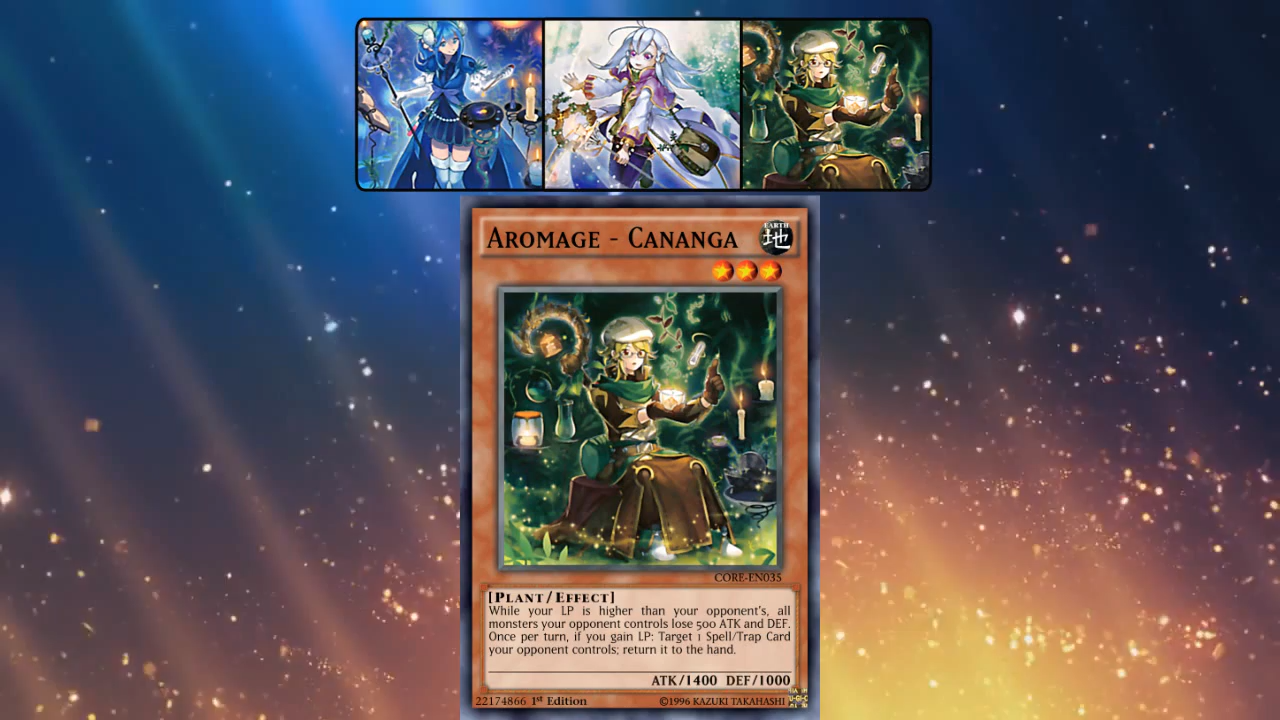 AROMAGE - CANANGA
EARTH
地
CORE-EN035
[PLANT/EFFECT]
While your LP is higher than your opponent's, all
monsters your opponent controls lose 500 ATK and DEF.
Once per turn, if you gain LP: Target 1 Spell/Trap Card
your opponent controls; return it to the hand.
ATK/1400 DEF/1000
22174866 1st Edition
©1996 KAZUKI TAKAHASHI